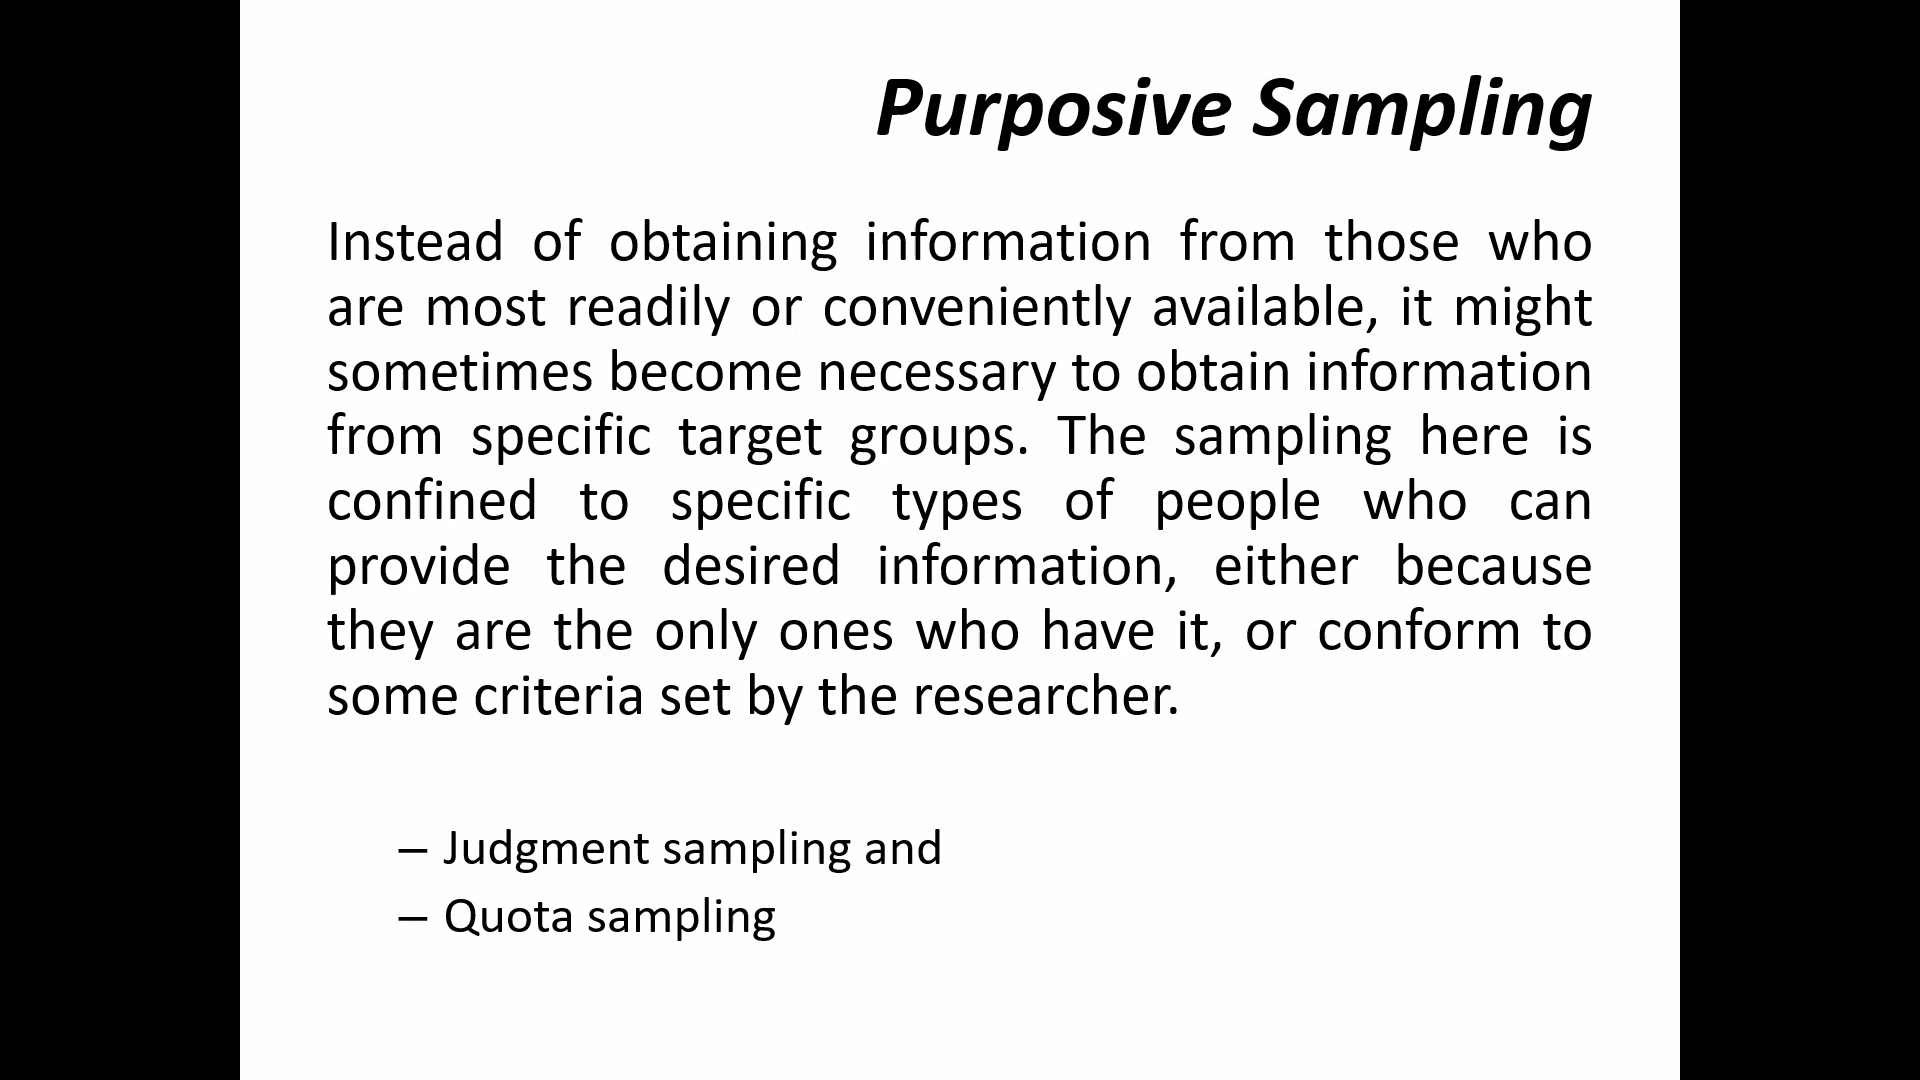 Purposive Sampling
Instead of obtaining information from those who
are most readily or conveniently available, it might
sometimes become necessary to obtain information
from specific target groups. The sampling here is
confined to specific types of people who can
provide the desired information, either because
they are the only ones who have it, or conform to
some criteria set by the researcher.
– Judgment sampling and
– Quota sampling